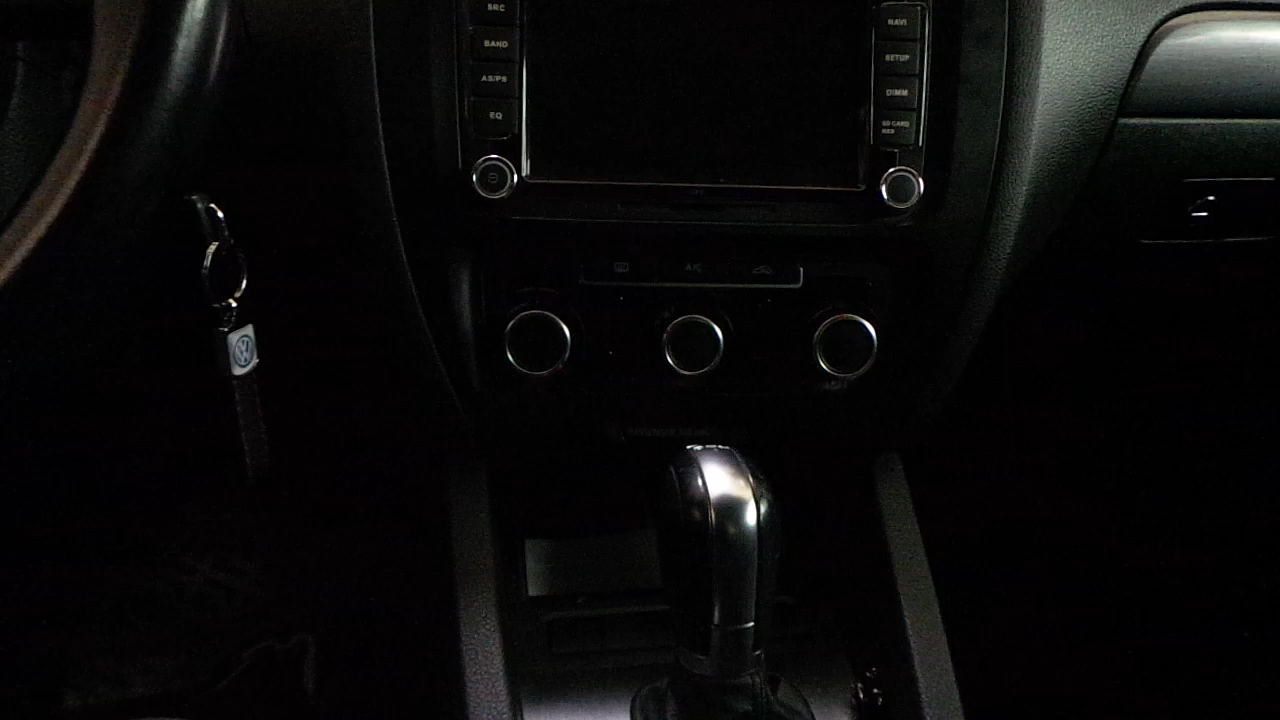 SRC
BAND
AS/PS
EQ
NAVI
SETUP
DIMM
SD CARD
A/C